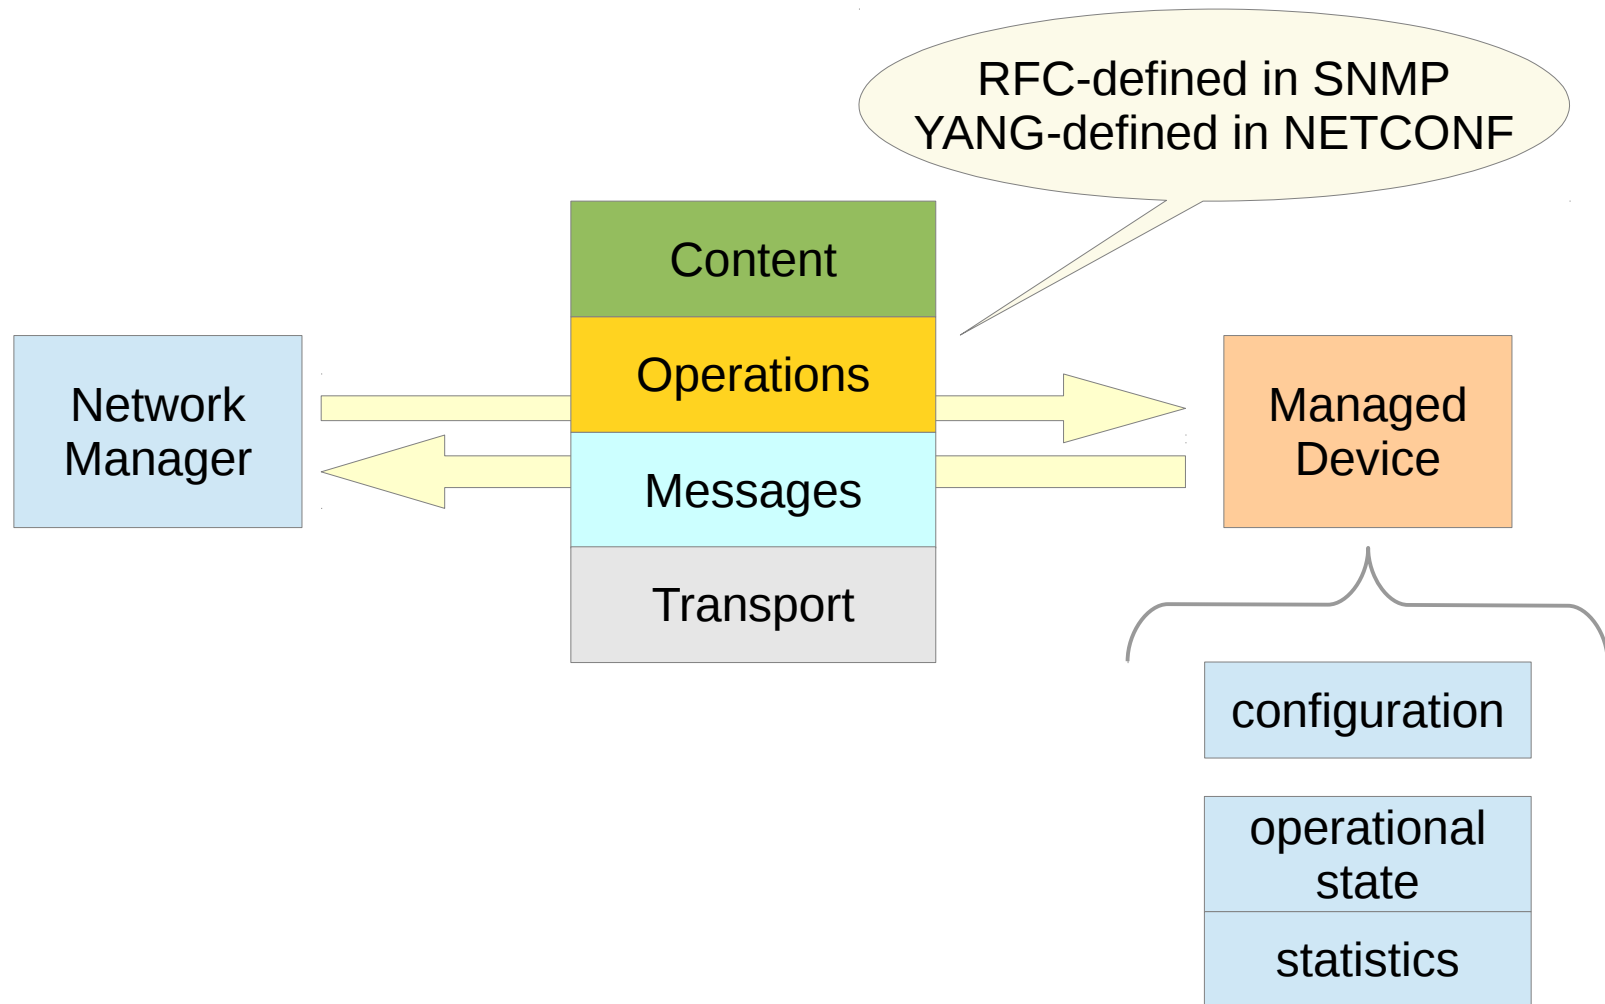 RFC-defined in SNMP
YANG-defined in NETCONF
Content
Operations
Messages
Transport
Network
Manager
Managed
Device
configuration
operational
state
statistics